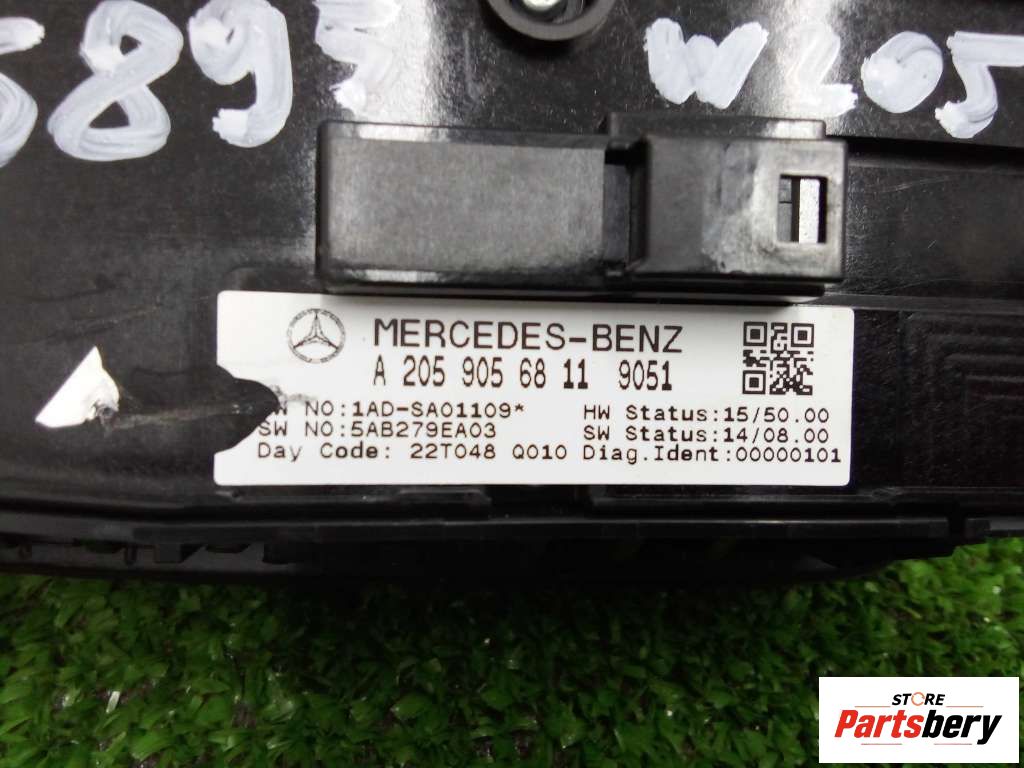 W205
MERCEDES-BENZ
A 205 905 68 11 9051
NO:1AD-SA01109* HW Status:15/50.00
SW NO:5AB279EA03 SW Status:14/08.00
Day Code: 22T048 Q010 Diag.Ident:00000101
STORE
Partsbery